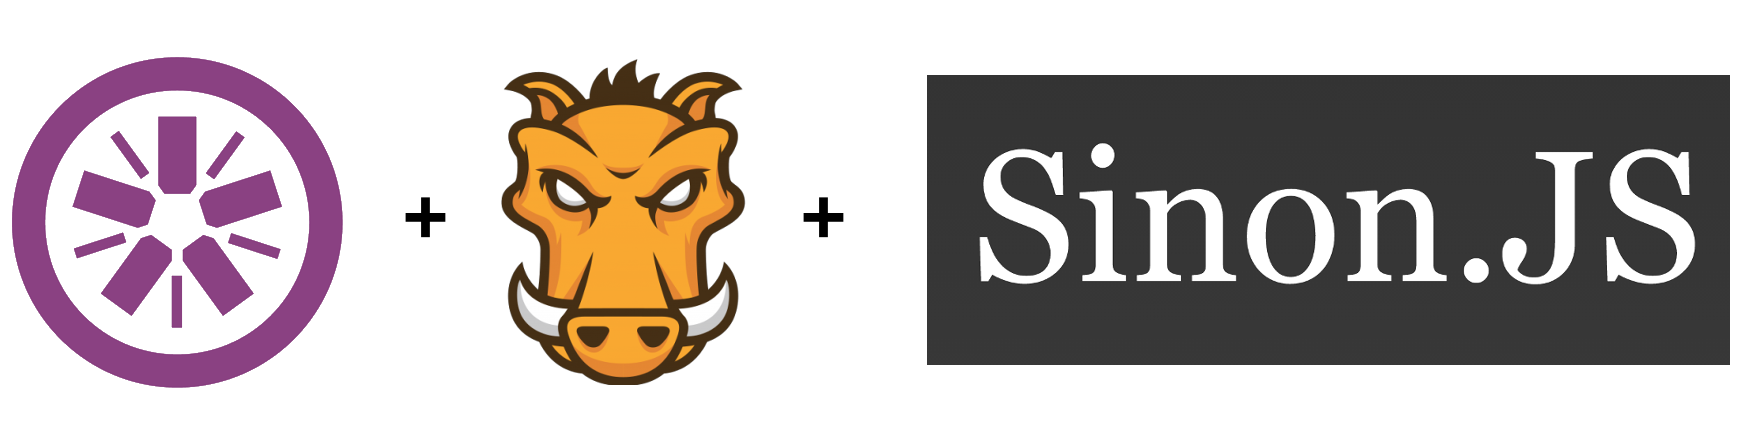 + + Sinon.JS